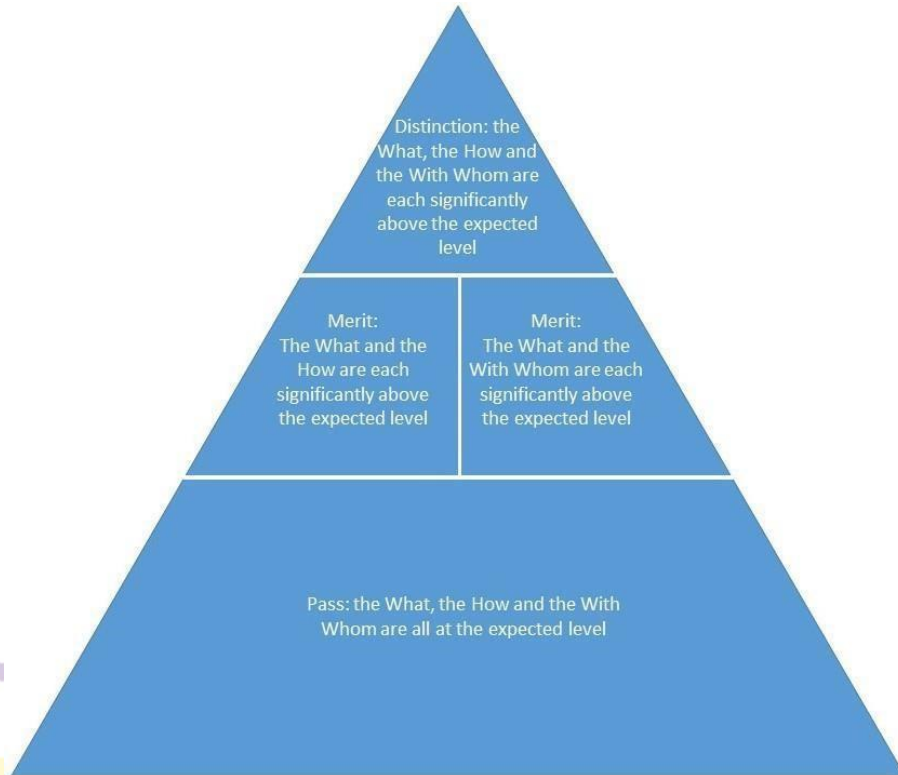 Distinction: the
What, the How and
the With Whom are
each significantly
above the expected
level
Merit:
The What and the
How are each
significantly above
the expected level
Merit:
The What and the
With Whom are each
significantly above
the expected level
Pass: the What, the How and the With
Whom are all at the expected level